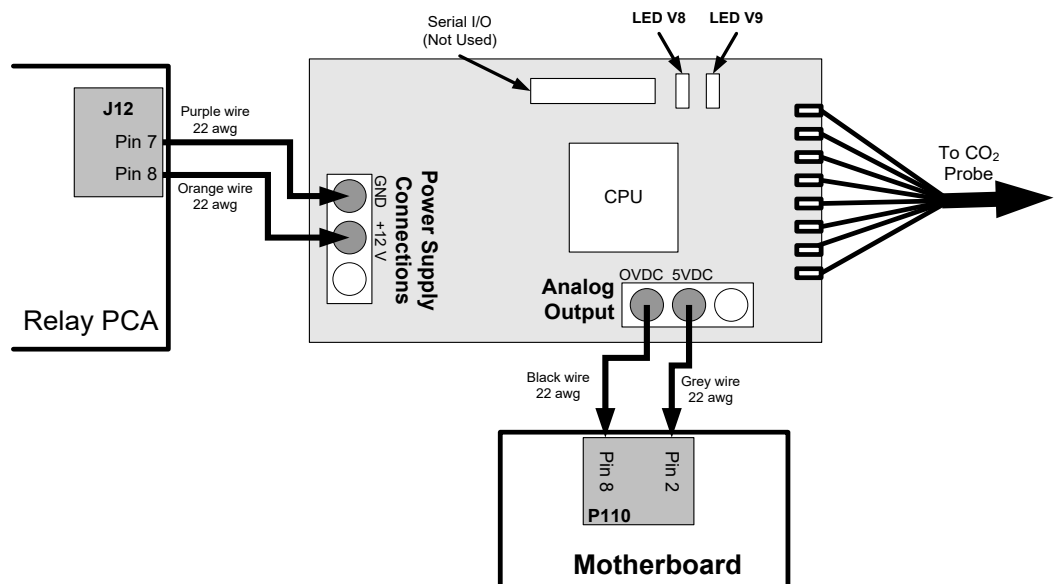 Serial I/O
(Not Used)
LED V8
LED V9
J12
Pin 7
Pin 8
Purple wire
22 awg
Orange wire
22 awg
GND
+12 V
Power Supply
Connections
CPU
To CO₂
Probe
Relay PCA
Analog
Output
OVDC
5VDC
Black wire
22 awg
Grey wire
22 awg
Pin 8
Pin 2
P110
Motherboard